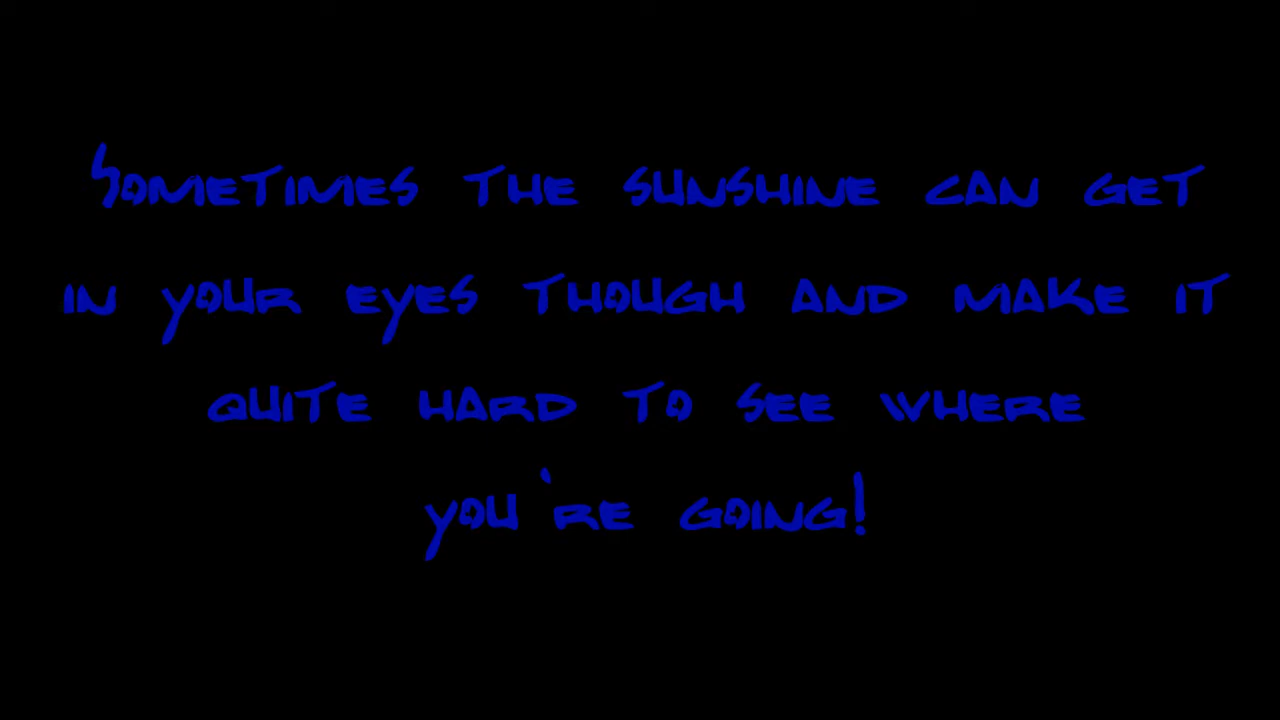 Sometimes the sunshine can get
in your eyes though and make it
quite hard to see where
you're going!